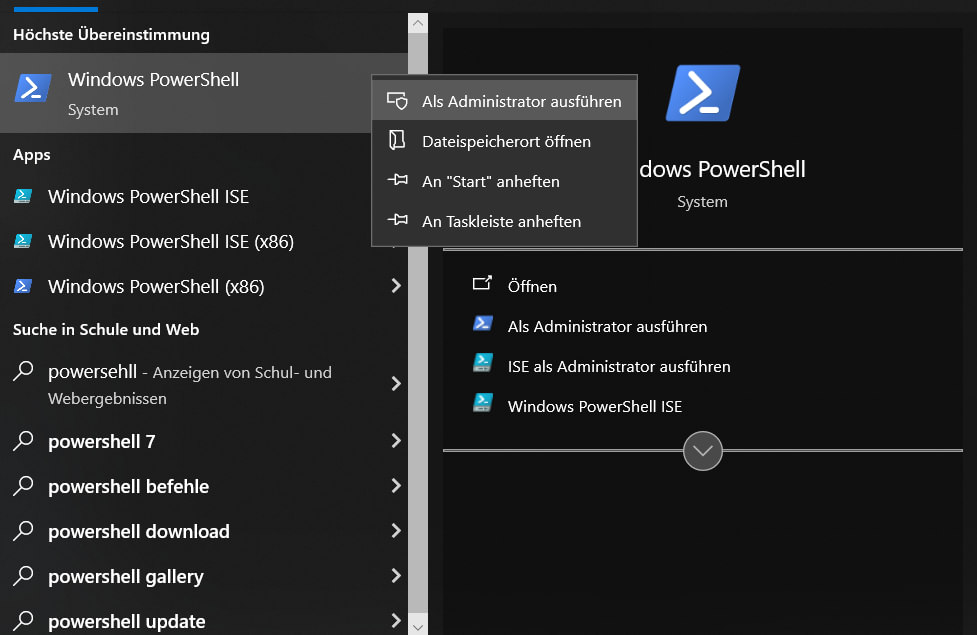 Höchste Übereinstimmung
Windows PowerShell
System
Apps
Windows PowerShell ISE
Windows PowerShell ISE (x86)
Windows PowerShell (x86)
Suche in Schule und Web
powersehll - Anzeigen von Schul- und
Webergebnissen
powershell 7
powershell befehle
powershell download
powershell gallery
powershell update
Als Administrator ausführen
Dateispeicherort öffnen
An "Start" anheften
An Taskleiste anheften
dows PowerShell
System
Öffnen
Als Administrator ausführen
ISE als Administrator ausführen
Windows PowerShell ISE